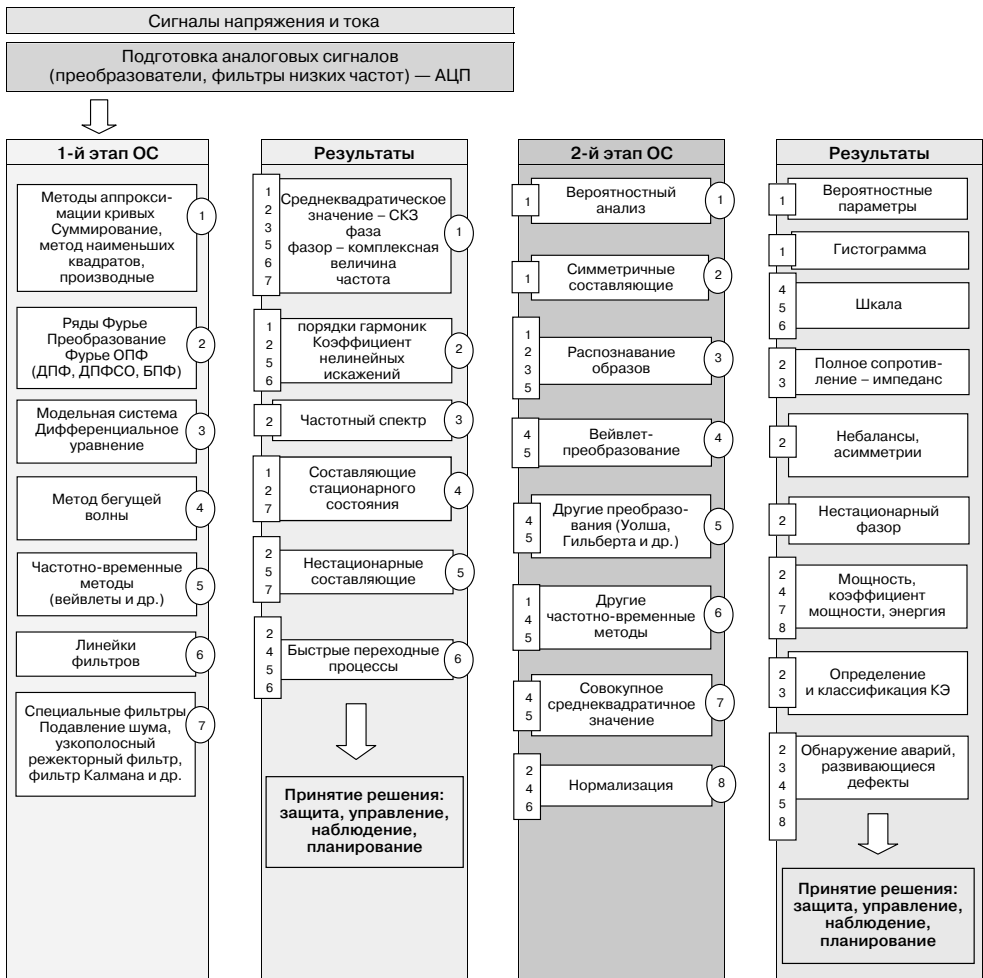 Сигналы напряжения и тока
Подготовка аналоговых сигналов
(преобразователи, фильтры низких частот) — АЦП
1-й этап ОС
Методы аппрокси-
мации кривых
Суммирование,
метод наименьших
квадратов,
производные
1
Ряды Фурье
Преобразование
Фурье ОПФ
(ДПФ, ДПФСО, БПФ)
2
Модельная система
Дифференциальное
уравнение
3
Метод бегущей
волны
4
Частотно-временные
методы
(вейвлеты и др.)
5
Линейки
фильтров
6
Специальные фильтры
Подавление шума,
узкополосный
режекторный фильтр,
фильтр Калмана и др.
7
Результаты
1
2
3
5
6
7
Среднеквадратическое
значение – СКЗ
фаза
фазор – комплексная
величина
частота
1
1
2
5
6
порядки гармоник
Коэффициент
нелинейных
искажений
2
2
Частотный спектр
3
1
2
7
Составляющие
стационарного
состояния
4
2
5
7
Нестационарные
составляющие
5
2
4
5
6
Быстрые переходные
процессы
6
Принятие решения:
защита, управление,
наблюдение,
планирование
2-й этап ОС
1
Вероятностный
анализ
1
1
Симметричные
составляющие
2
1
2
3
5
Распознавание
образов
3
4
5
Вейвлет-
преобразование
4
4
5
Другие преобразо-
вания (Уолша,
Гильберта и др.)
5
1
4
5
Другие
частотно-временные
методы
6
4
5
Совокупное
среднеквадратичное
значение
7
2
4
6
Нормализация
8
Результаты
1
Вероятностные
параметры
1
Гистограмма
4
5
6
Шкала
2
3
Полное сопротив-
ление – импеданс
2
Небалансы,
асимметрии
2
Нестационарный
фазор
2
4
7
8
Мощность,
коэффициент
мощности, энергия
2
3
Определение
и классификация КЭ
2
3
4
5
8
Обнаружение аварий,
развивающиеся
дефекты
Принятие решения:
защита, управление,
наблюдение,
планирование